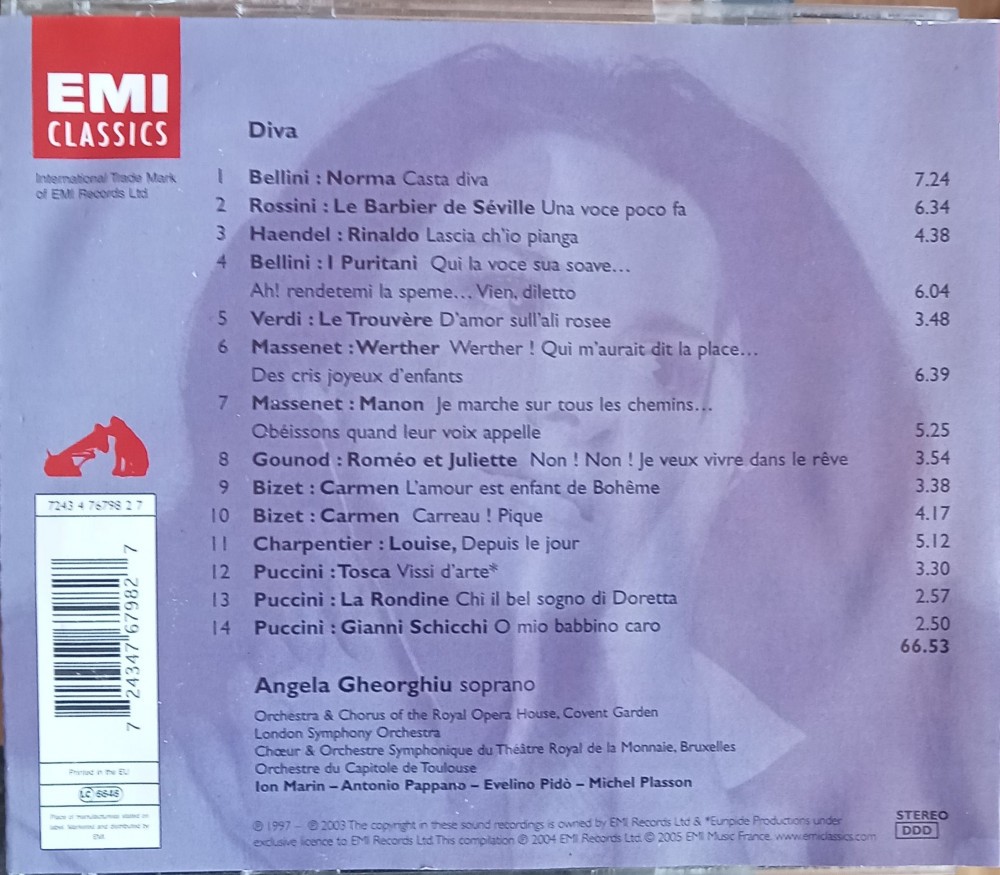 EMI
CLASSICS
International Trade Mark
of EMI Records Ltd.
Diva
1 Bellini : Norma Casta diva 7.24
2 Rossini : Le Barbier de Séville Una voce poco fa 6.34
3 Haendel : Rinaldo Lascia ch'io pianga 4.38
4 Bellini : I Puritani Qui la voce sua soave...
Ah! rendetemi la speme... Vien, diletto 6.04
5 Verdi : Le Trouvère D'amor sull'ali rosee 3.48
6 Massenet : Werther Werther ! Qui m'aurait dit la place...
Des cris joyeux d'enfants 6.39
7 Massenet : Manon Je marche sur tous les chemins...
Obéissons quand leur voix appelle 5.25
8 Gounod : Roméo et Juliette Non ! Non ! Je veux vivre dans le rêve 3.54
9 Bizet : Carmen L'amour est enfant de Bohême 3.38
10 Bizet : Carmen Carreau ! Pique 4.17
11 Charpentier : Louise, Depuis le jour 5.12
12 Puccini : Tosca Vissi d'arte* 3.30
13 Puccini : La Rondine Chi il bel sogno di Doretta 2.57
14 Puccini : Gianni Schicchi O mio babbino caro 2.50
66.53
Angela Gheorghiu soprano
Orchestra & Chorus of the Royal Opera House, Covent Garden
London Symphony Orchestra
Chœur & Orchestre Symphonique du Théâtre Royal de la Monnaie, Bruxelles
Orchestre du Capitole de Toulouse
Ion Marin – Antonio Pappano – Evelino Pidò – Michel Plasson
℗ 1997 – ℗ 2003 The copyright in these sound recordings is owned by EMI Records Ltd & *Euripide Productions under
exclusive licence to EMI Records Ltd. This compilation ℗ 2004 EMI Records Ltd. © 2005 EMI Music France. www.emiclassics.com
STEREO
DDD
7243 4 76798 2 7
7 24347 67982 7
Printed in the EU
LC 6646
Place of manufacture as stated on
label. Marketed and distributed by
EMI.